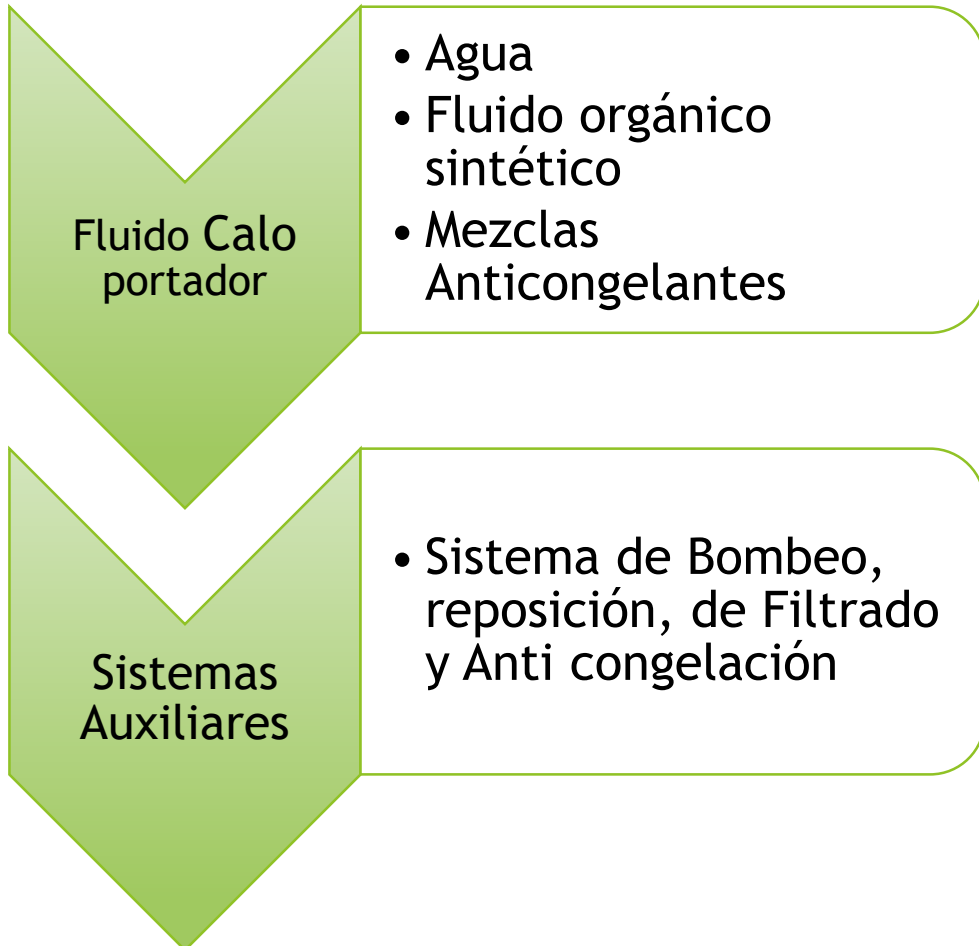 Fluido Calo
portador
• Agua
• Fluido orgánico
sintético
• Mezclas
Anticongelantes
Sistemas
Auxiliares
• Sistema de Bombeo,
reposición, de Filtrado
y Anti congelación